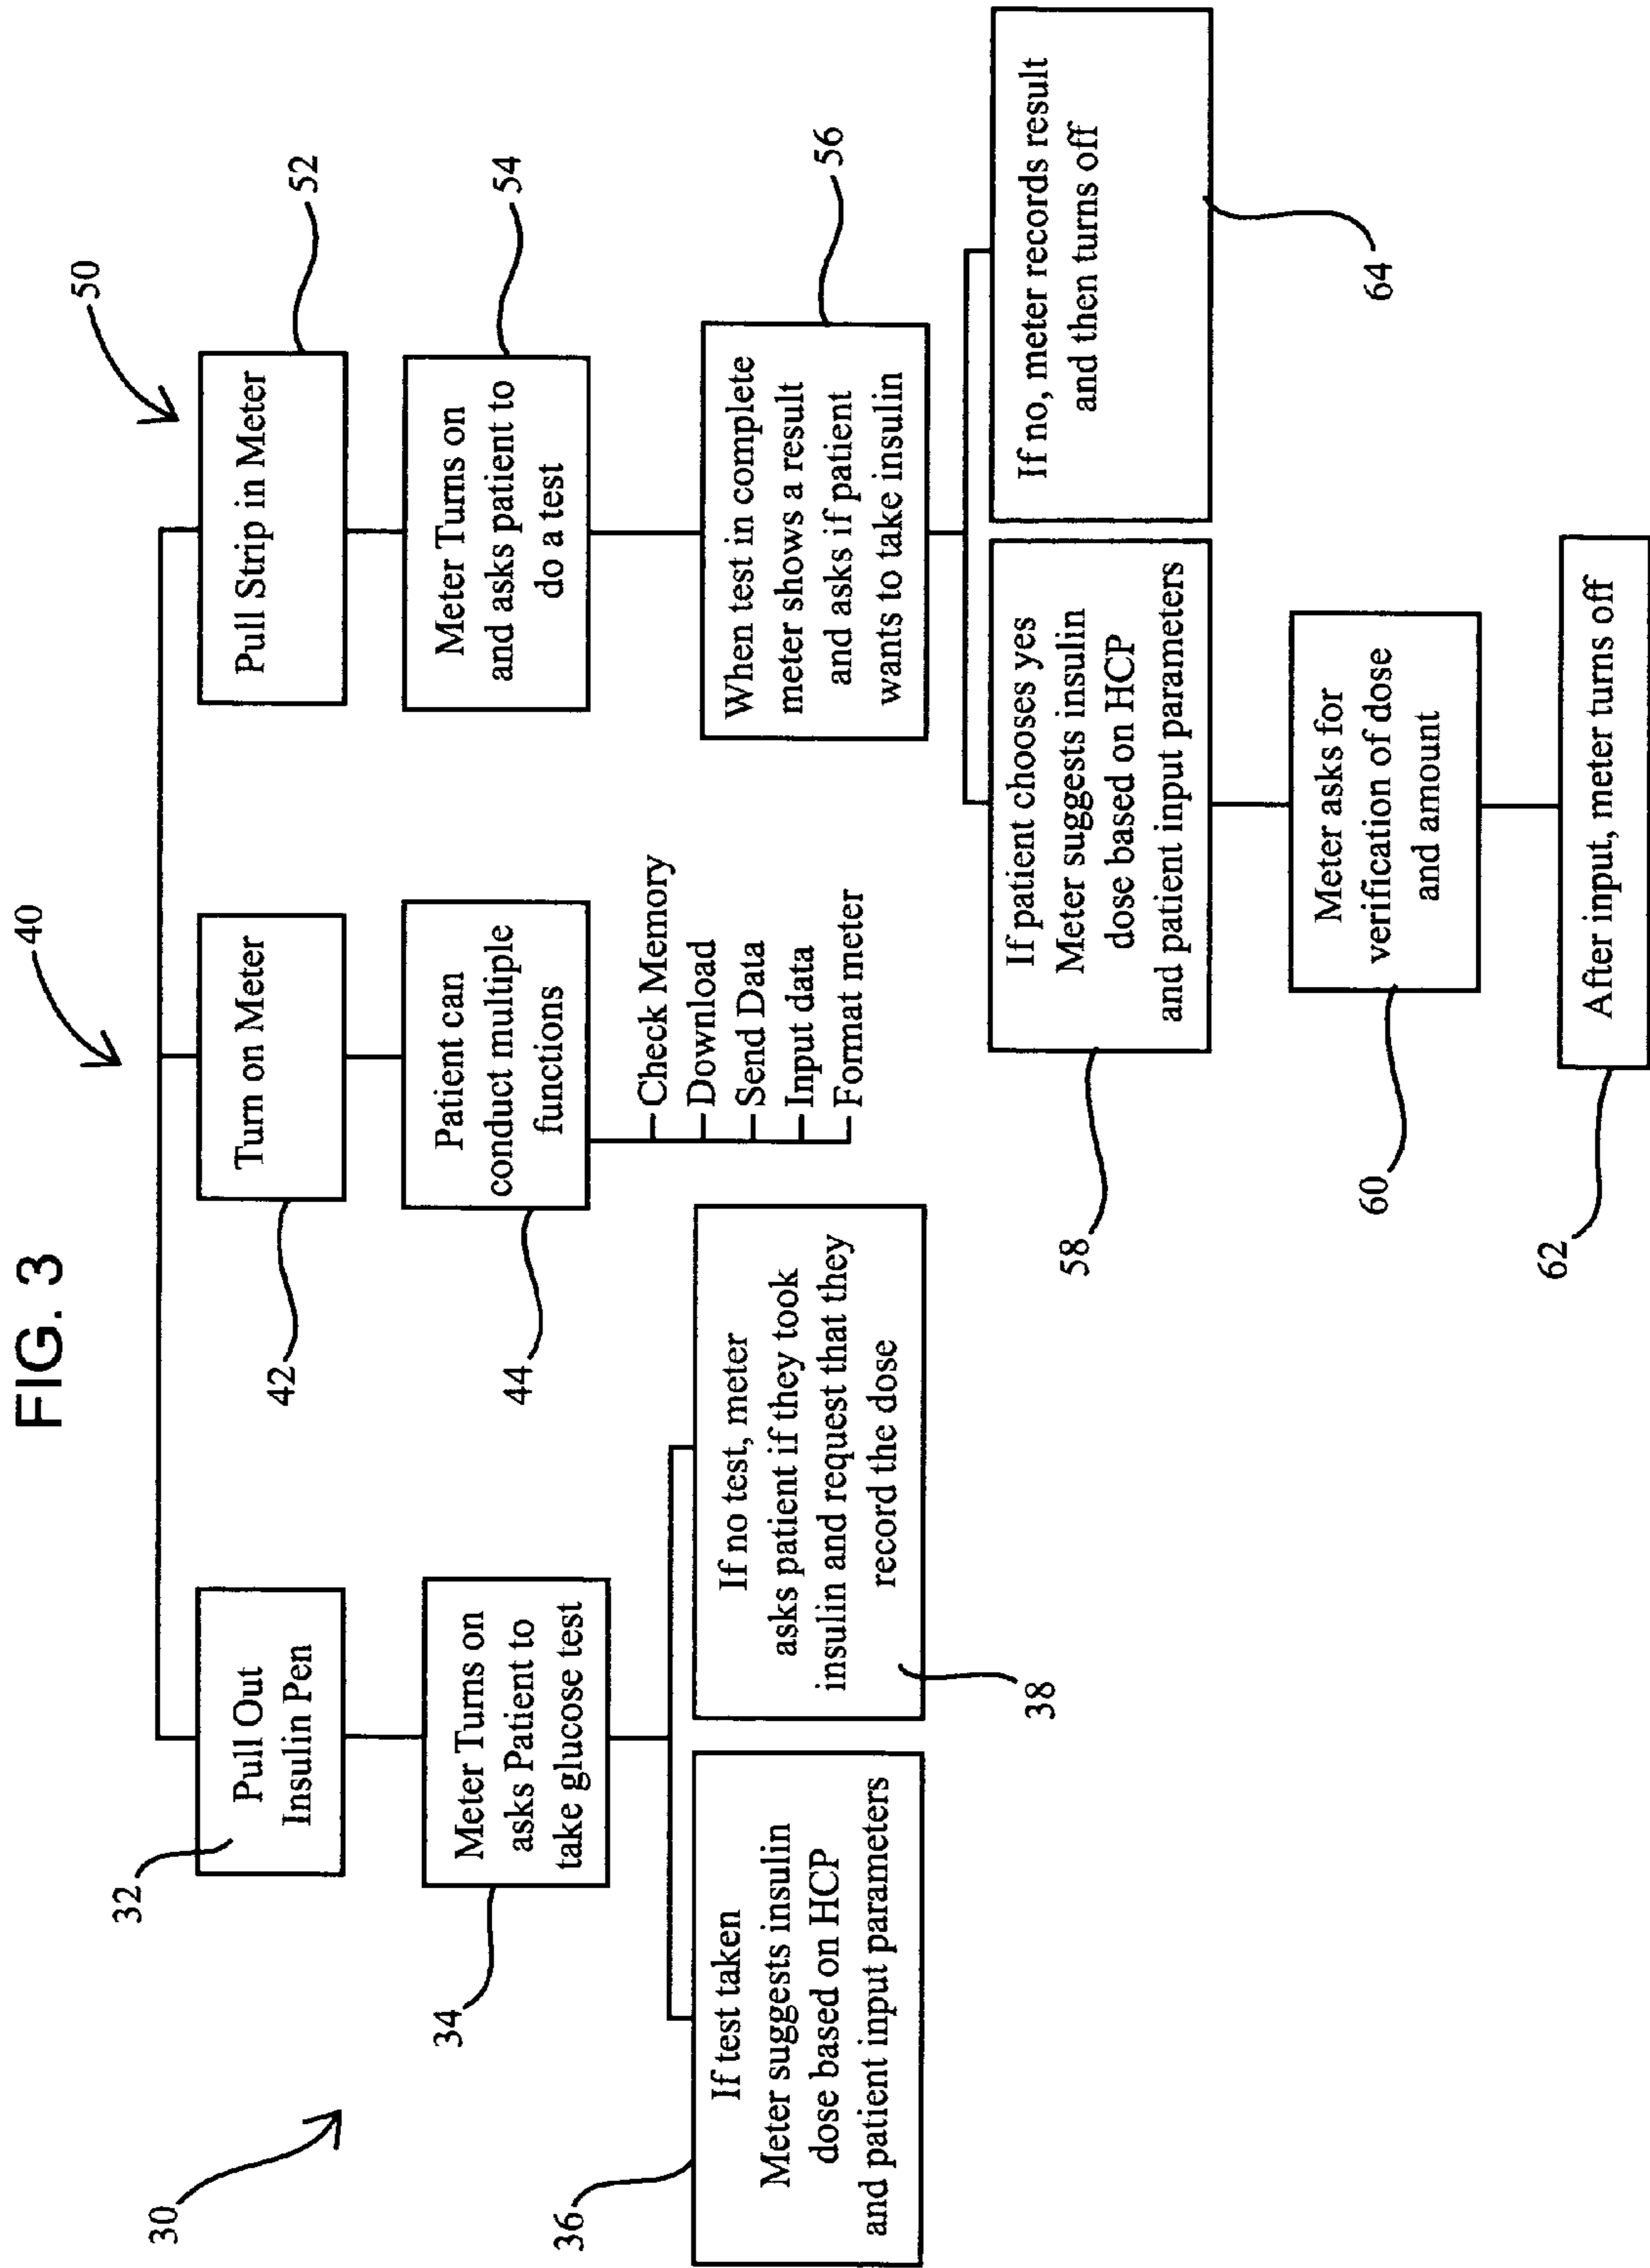 FIG. 3
30
32
Pull Out
Insulin Pen
34
Meter Turns on
asks Patient to
take glucose test
36
If test taken
Meter suggests insulin
dose based on HCP
and patient input parameters
38
If no test, meter
asks patient if they took
insulin and request that they
record the dose
40
42
Turn on Meter
44
Patient can
conduct multiple
functions
Check Memory
Download
Send Data
Input data
Format meter
50
52
Pull Strip in Meter
54
Meter Turns on
and asks patient to
do a test
56
When test in complete
meter shows a result
and asks if patient
wants to take insulin
58
If patient chooses yes
Meter suggests insulin
dose based on HCP
and patient input parameters
64
If no, meter records result
and then turns off
60
Meter asks for
verification of dose
and amount
62
After input, meter turns off